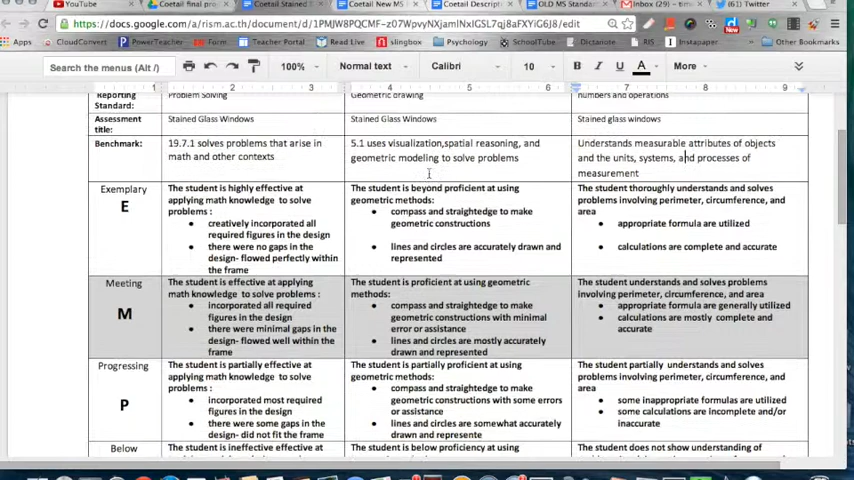 YouTube
Coetail final pro
Coetail Stained
Coetail New MS
Coetail Descript
OLD MS Standard
Inbox (29) –
(61) Twitter
https://docs.google.com/a/rism.ac.th/document/d/1PMJW8PQCMF-z07WpvyNXjamlNxIGSL7qj8aFXYiG6J8/edit
Apps CloudConvert PowerTeacher Form Teacher Portal Read Live slingbox Psychology SchoolTube Dictanote RIS Instapaper Other Bookmarks
Search the menus (Alt /) 100% Normal text Calibri 10 B I U A More
1 2 3 4 5 6 7 8 9
Reporting
Standard:
Problem Solving
Geometric drawing
numbers and operations
Assessment
title:
Stained Glass Windows
Stained Glass Windows
Stained glass windows
Benchmark:
19.7.1 solves problems that arise in
math and other contexts
5.1 uses visualization,spatial reasoning, and
geometric modeling to solve problems
Understands measurable attributes of objects
and the units, systems, and processes of
measurement
Exemplary
E
The student is highly effective at
applying math knowledge to solve
problems :
• creatively incorporated all
required figures in the design
• there were no gaps in the
design- flowed perfectly within
the frame
The student is beyond proficient at using
geometric methods:
• compass and straightedge to make
geometric constructions
• lines and circles are accurately drawn and
represented
The student thoroughly understands and solves
problems involving perimeter, circumference, and
area
• appropriate formula are utilized
• calculations are complete and accurate
Meeting
M
The student is effective at applying
math knowledge to solve problems :
• incorporated all required
figures in the design
• there were minimal gaps in the
design- flowed well within the
frame
The student is proficient at using geometric
methods:
• compass and straightedge to make
geometric constructions with minimal
error or assistance
• lines and circles are mostly accurately
drawn and represented
The student understands and solves problems
involving perimeter, circumference, and area
• appropriate formula are generally utilized
• calculations are mostly complete and
accurate
Progressing
P
The student is partially effective at
applying math knowledge to solve
problems :
• incorporated most required
figures in the design
• there were some gaps in the
design- did not fit the frame
The student is partially proficient at using
geometric methods:
• compass and straightedge to make
geometric constructions with some errors
or assistance
• lines and circles are somewhat accurately
drawn and represente
The student partially understands and solves
problems involving perimeter, circumference, and
area
• some inappropriate formulas are utilized
• some calculations are incomplete and/or
inaccurate
Below
The student is ineffective effective at
The student is below proficiency at using
The student does not show understanding of